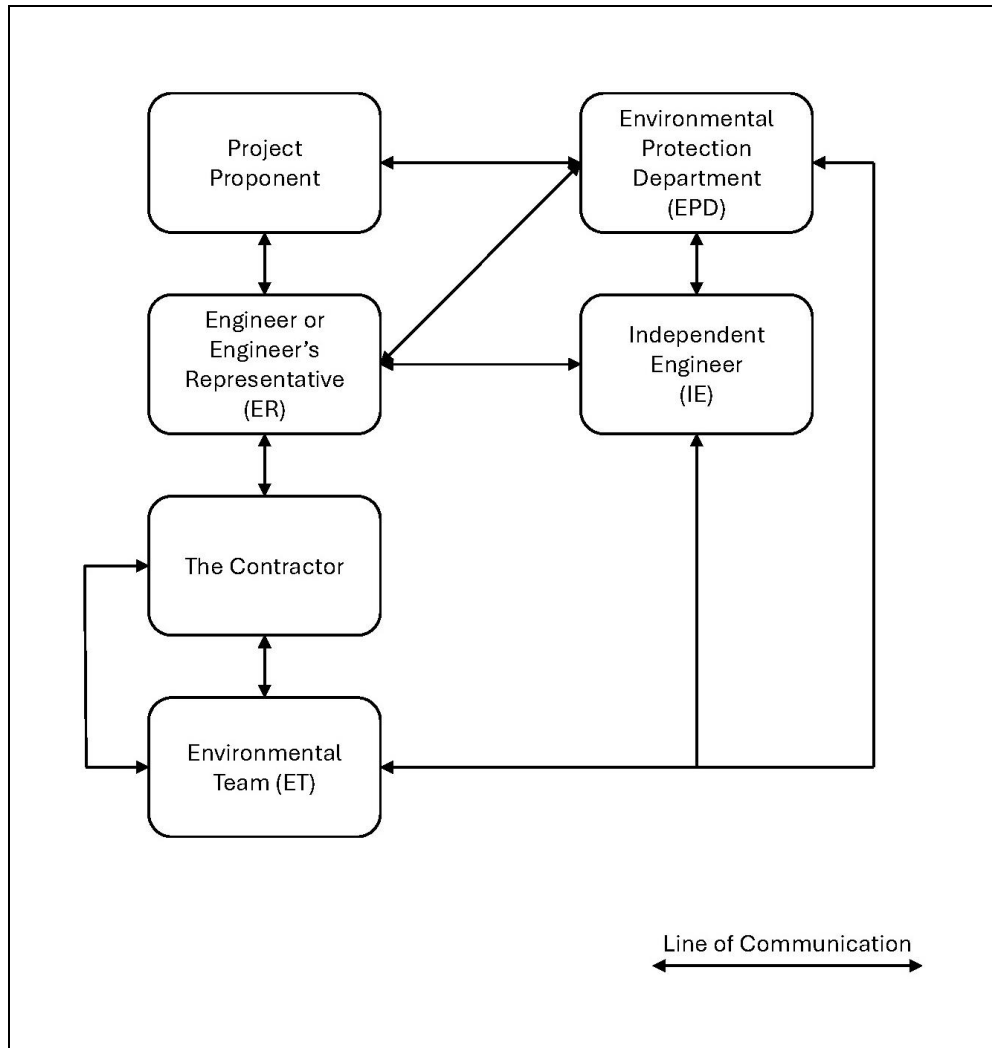 Project
Proponent
Environmental
Protection
Department
(EPD)
Engineer or
Engineer’s
Representative
(ER)
Independent
Engineer
(IE)
The Contractor
Environmental
Team (ET)
Line of Communication